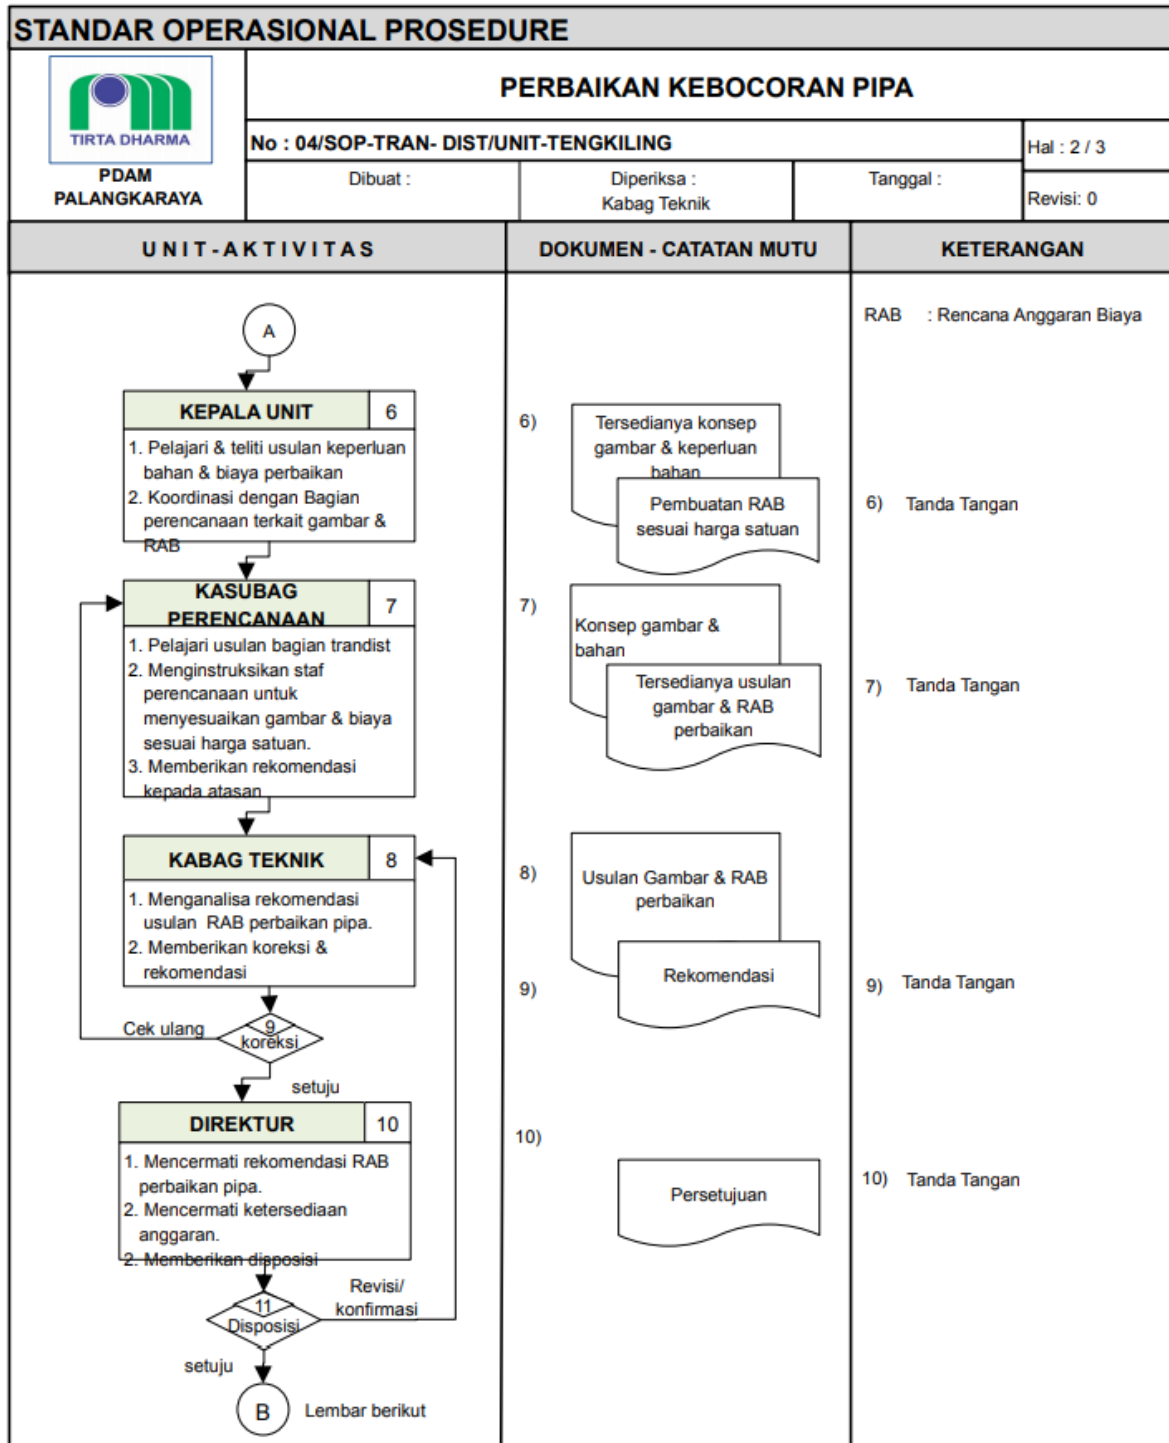 STANDAR OPERASIONAL PROSEDURE
TIRTA DHARMA
PDAM
PALANGKARAYA
PERBAIKAN KEBOCORAN PIPA
No : 04/SOP-TRAN- DIST/UNIT-TENGKILING
Hal : 2 / 3
Dibuat :
Diperiksa :
Kabag Teknik
Tanggal :
Revisi: 0
U N I T - A K T I V I T A S
DOKUMEN - CATATAN MUTU
KETERANGAN
A
KEPALA UNIT
6
1. Pelajari & teliti usulan keperluan
bahan & biaya perbaikan
2. Koordinasi dengan Bagian
perencanaan terkait gambar &
RAB
KASUBAG
PERENCANAAN
7
1. Pelajari usulan bagian trandist
2. Menginstruksikan staf
perencanaan untuk
menyesuaikan gambar & biaya
sesuai harga satuan.
3. Memberikan rekomendasi
kepada atasan
KABAG TEKNIK
8
1. Menganalisa rekomendasi
usulan RAB perbaikan pipa.
2. Memberikan koreksi &
rekomendasi
Cek ulang
9
koreksi
setuju
DIREKTUR
10
1. Mencermati rekomendasi RAB
perbaikan pipa.
2. Mencermati ketersediaan
anggaran.
2. Memberikan disposisi
Revisi/
konfirmasi
11
Disposisi
setuju
B
Lembar berikut
6)
Tersedianya konsep
gambar & keperluan
bahan
Pembuatan RAB
sesuai harga satuan
7)
Konsep gambar &
bahan
Tersedianya usulan
gambar & RAB
perbaikan
8)
Usulan Gambar & RAB
perbaikan
9)
Rekomendasi
10)
Persetujuan
RAB : Rencana Anggaran Biaya
6) Tanda Tangan
7) Tanda Tangan
9) Tanda Tangan
10) Tanda Tangan